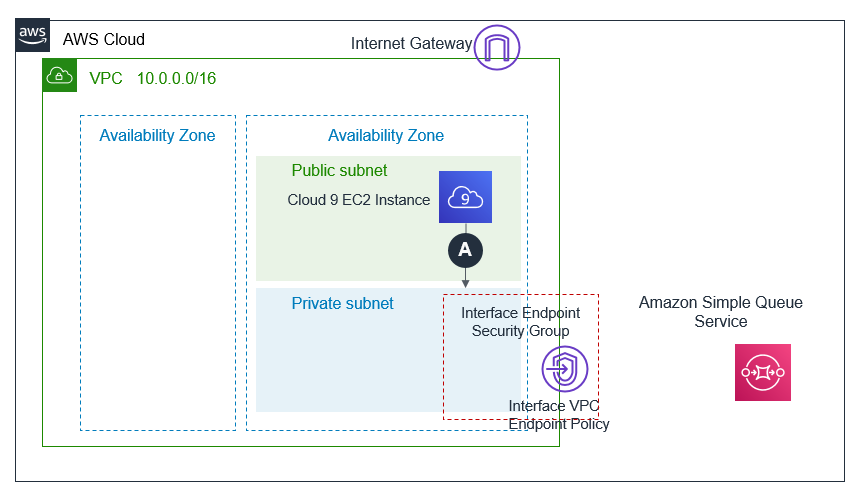 aws
AWS Cloud
Internet Gateway
VPC 10.0.0.0/16
Availability Zone
Availability Zone
Public subnet
Cloud 9 EC2 Instance
9
A
Private subnet
Interface Endpoint
Security Group
Amazon Simple Queue
Service
Interface VPC
Endpoint Policy